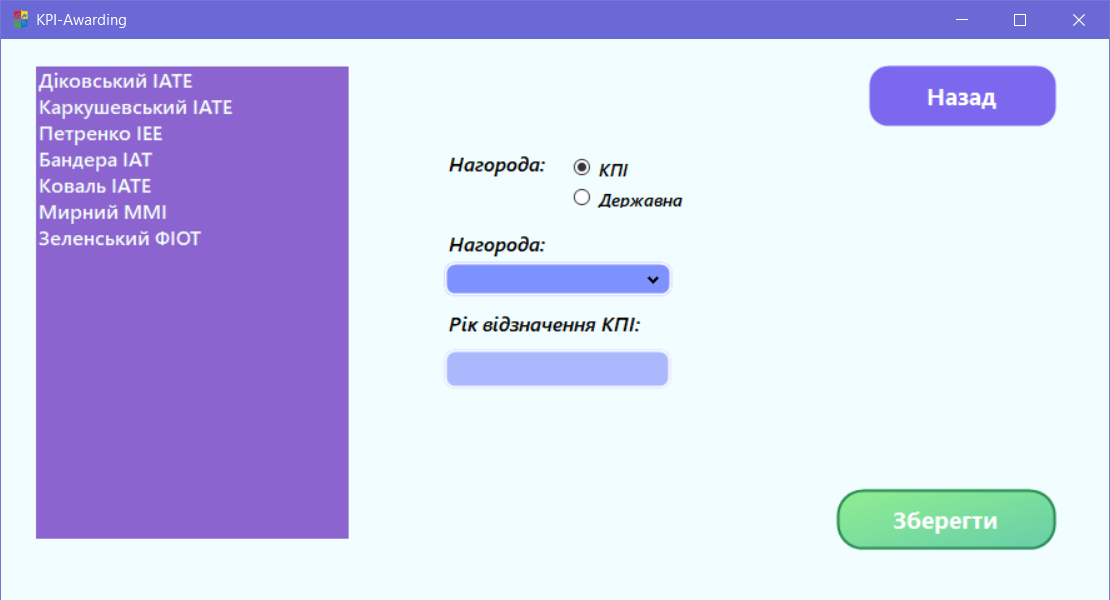 KPI-Awarding
Діковський ІАТЕ
Каркушевський ІАТЕ
Петренко ІЕЕ
Бандера ІАТ
Коваль ІАТЕ
Мирний ММІ
Зеленський ФІОТ
Назад
Нагорода:
КПІ
Державна
Нагорода:
Рік відзначення КПІ:
Зберегти